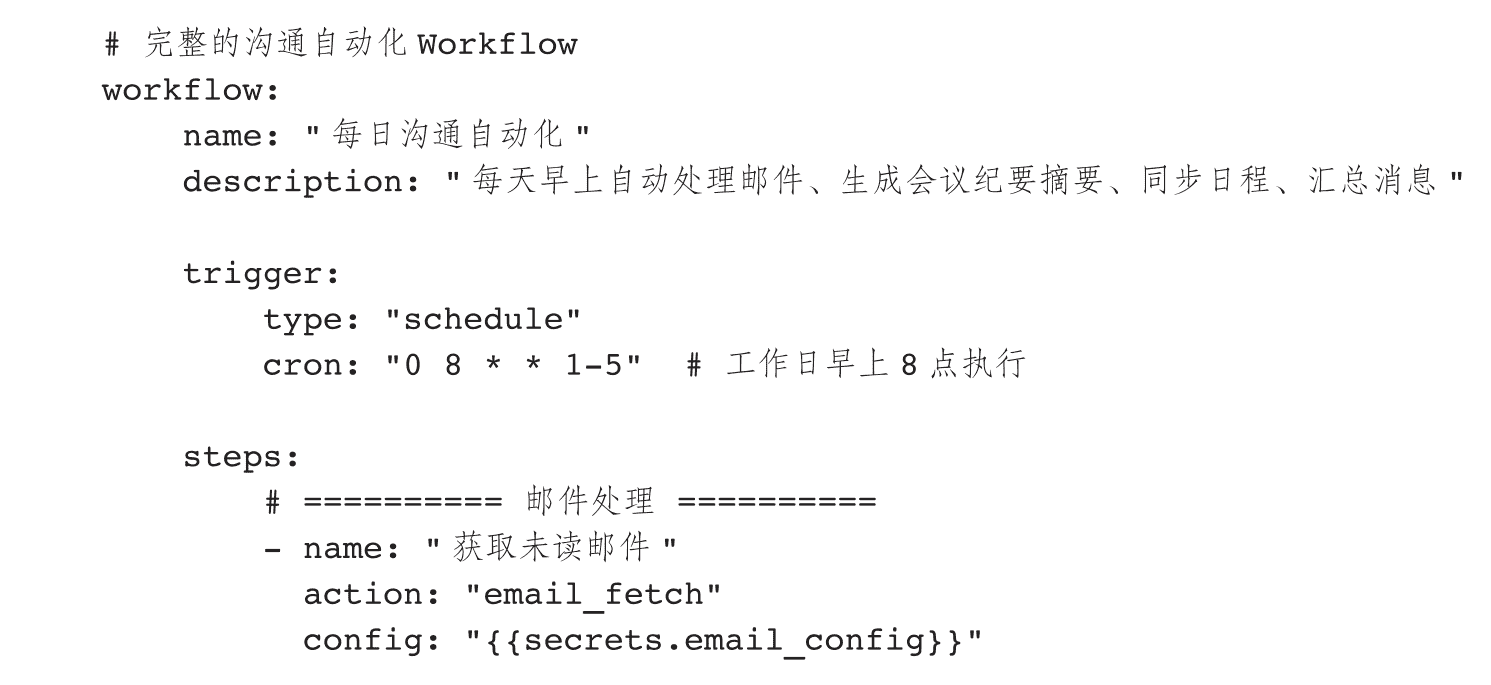 # 完整的沟通自动化 Workflow
workflow:
    name: "每日沟通自动化"
    description: "每天早上自动处理邮件、生成会议纪要摘要、同步日程、汇总消息"

    trigger:
        type: "schedule"
        cron: "0 8 * * 1-5"  # 工作日早上 8 点执行

    steps:
        # ========== 邮件处理 ==========
        - name: "获取未读邮件"
          action: "email_fetch"
          config: "{{secrets.email_config}}"